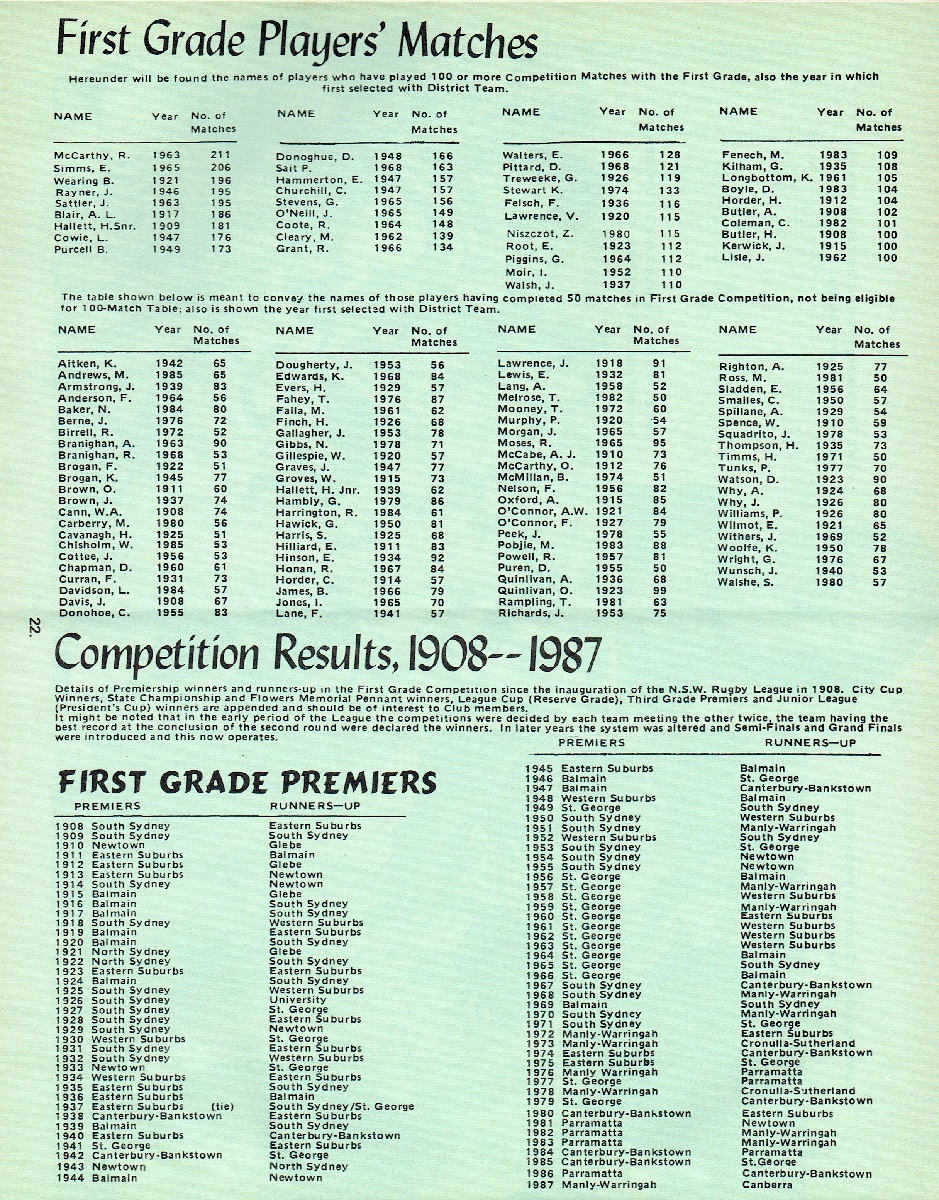 First Grade Players' Matches
Hereunder will be found the names of players who have played 100 or more Competition Matches with the First Grade, also the year in which
first selected with District Team.
NAME Year No. of Matches
McCarthy, R. 1963 211
Simms, E. 1965 206
Wearing B. 1921 196
Rayner, J. 1946 195
Sattler, J. 1963 195
Blair, A. L. 1917 186
Hallett, H.Snr. 1909 181
Cowie, L. 1947 176
Purcell B. 1949 173
NAME Year No. of Matches
Donoghue, D. 1948 166
Sait P. 1968 163
Hammerton, E. 1947 157
Churchill, C. 1947 157
Stevens, G. 1965 156
O'Neill, J. 1965 149
Coote, R. 1964 148
Cleary, M. 1962 139
Grant, R. 1966 134
NAME Year No. of Matches
Walters, E. 1966 128
Pittard, D. 1968 121
Treweeke, G. 1926 119
Stewart K. 1974 133
Felsch, F. 1936 116
Lawrence, V. 1920 115
Niszczot, Z. 1980 115
Root, E. 1923 112
Piggins, G. 1964 112
Moir, I. 1952 110
Walsh, J. 1937 110
NAME Year No. of Matches
Fenech, M. 1983 109
Kilham, G. 1935 108
Longbottom, K. 1961 105
Boyle, D. 1983 104
Horder, H. 1912 104
Butler, A. 1908 102
Coleman, C. 1982 101
Butler, H. 1908 100
Kerwick, J. 1915 100
Lisle, J. 1962 100
The table shown below is meant to convey the names of those players having completed 50 matches in First Grade Competition, not being eligible
for 100-Match Table; also is shown the year first selected with District Team.
NAME Year No. of Matches
Aitken, K. 1942 65
Andrews, M. 1985 65
Armstrong, J. 1939 83
Anderson, F. 1964 56
Baker, N. 1984 80
Berne, J. 1976 72
Birrell, R. 1972 52
Branighan, A. 1963 90
Branighan, R. 1968 53
Brogan, F. 1922 51
Brogan, K. 1945 77
Brown, O. 1911 60
Brown, J. 1937 74
Cann, W.A. 1908 74
Carberry, M. 1980 56
Cavanagh, H. 1925 51
Chisholm, W. 1985 53
Cottee, J. 1956 53
Chapman, D. 1960 61
Curran, F. 1931 73
Davidson, L. 1984 57
Davis, J. 1908 67
Donohoe, C. 1955 83
NAME Year No. of Matches
Dougherty, J. 1953 56
Edwards, K. 1968 84
Evers, H. 1929 57
Fahey, T. 1976 87
Falla, M. 1961 62
Finch, H. 1926 68
Gallagher, J. 1953 78
Gibbs, N. 1978 71
Gillespie, W. 1920 57
Graves, J. 1947 77
Groves, W. 1915 73
Hallett, H. Jnr. 1939 62
Hambly, G. 1979 86
Harrington, R. 1984 61
Hawick, G. 1950 81
Harris, S. 1925 68
Hilliard, E. 1911 83
Hinson, E. 1934 92
Honan, R. 1967 84
Horder, C. 1914 57
James, B. 1966 79
Jones, I. 1965 70
Lane, F. 1941 57
NAME Year No. of Matches
Lawrence, J. 1918 91
Lewis, E. 1932 81
Lang, A. 1958 52
Melrose, T. 1982 50
Mooney, T. 1972 60
Murphy, P. 1920 54
Morgan, J. 1965 57
Moses, R. 1965 95
McCabe, A. J. 1910 73
McCarthy, O. 1912 76
McMillan, B. 1974 51
Nelson, F. 1956 82
Oxford, A. 1915 85
O'Connor, A.W. 1921 84
O'Connor, F. 1927 79
Peek, J. 1978 55
Pobjie, M. 1983 88
Powell, R. 1957 81
Puren, D. 1955 50
Quinlivan, A. 1936 68
Quinlivan, O. 1923 99
Rampling, T. 1981 63
Richards, J. 1953 75
NAME Year No. of Matches
Righton, A. 1925 77
Ross, M. 1981 50
Sladden, E. 1956 64
Smailes, C. 1950 57
Spillane, A. 1929 54
Spence, W. 1910 59
Squadrito, J. 1978 53
Thompson, H. 1935 73
Timms, H. 1971 50
Tunks, P. 1977 70
Watson, D. 1923 90
Why, A. 1924 68
Why, J. 1926 80
Williams, P. 1926 80
Wilmot, E. 1921 65
Withers, J. 1969 52
Woolfe, K. 1950 78
Wright, G. 1976 67
Wunsch, J. 1940 53
Walshe, S. 1980 57
22.
Competition Results, 1908--1987
Details of Premiership winners and runners-up in the First Grade Competition since the inauguration of the N.S.W. Rugby League in 1908. City Cup
Winners, State Championship and Flowers Memorial Pennant winners, League Cup (Reserve Grade), Third Grade Premiers and Junior League
(President's Cup) winners are appended and should be of interest to Club members.
It might be noted that in the early period of the League the competitions were decided by each team meeting the other twice, the team having the
best record at the conclusion of the second round were declared the winners. In later years the system was altered and Semi-Finals and Grand Finals
were introduced and this now operates.
FIRST GRADE PREMIERS
PREMIERS RUNNERS—UP
1908 South Sydney Eastern Suburbs
1909 South Sydney South Sydney
1910 Newtown Glebe
1911 Eastern Suburbs Balmain
1912 Eastern Suburbs Glebe
1913 Eastern Suburbs Newtown
1914 South Sydney Newtown
1915 Balmain Glebe
1916 Balmain South Sydney
1917 Balmain South Sydney
1918 South Sydney Western Suburbs
1919 Balmain Eastern Suburbs
1920 Balmain South Sydney
1921 North Sydney Glebe
1922 North Sydney South Sydney
1923 Eastern Suburbs Eastern Suburbs
1924 Balmain South Sydney
1925 South Sydney Western Suburbs
1926 South Sydney University
1927 South Sydney St. George
1928 South Sydney Eastern Suburbs
1929 South Sydney Newtown
1930 Western Suburbs St. George
1931 South Sydney Eastern Suburbs
1932 South Sydney Western Suburbs
1933 Newtown St. George
1934 Western Suburbs Eastern Suburbs
1935 Eastern Suburbs South Sydney
1936 Eastern Suburbs Balmain
1937 Eastern Suburbs (tie) South Sydney/St. George
1938 Canterbury-Bankstown Eastern Suburbs
1939 Balmain South Sydney
1940 Eastern Suburbs Canterbury-Bankstown
1941 St. George Eastern Suburbs
1942 Canterbury-Bankstown St. George
1943 Newtown North Sydney
1944 Balmain Newtown
PREMIERS RUNNERS—UP
1945 Eastern Suburbs Balmain
1946 Balmain St. George
1947 Balmain Canterbury-Bankstown
1948 Western Suburbs Balmain
1949 St. George South Sydney
1950 South Sydney Western Suburbs
1951 South Sydney Manly-Warringah
1952 Western Suburbs South Sydney
1953 South Sydney St. George
1954 South Sydney Newtown
1955 South Sydney Newtown
1956 St. George Balmain
1957 St. George Manly-Warringah
1958 St. George Western Suburbs
1959 St. George Manly-Warringah
1960 St. George Eastern Suburbs
1961 St. George Western Suburbs
1962 St. George Western Suburbs
1963 St. George Western Suburbs
1964 St. George Balmain
1965 St. George South Sydney
1966 St. George Balmain
1967 South Sydney Canterbury-Bankstown
1968 South Sydney Manly-Warringah
1969 Balmain South Sydney
1970 South Sydney Manly-Warringah
1971 South Sydney St. George
1972 Manly-Warringah Eastern Suburbs
1973 Manly-Warringah Cronulla-Sutherland
1974 Eastern Suburbs Canterbury-Bankstown
1975 Eastern Suburbs St. George
1976 Manly Warringah Parramatta
1977 St. George Parramatta
1978 Manly-Warringah Cronulla-Sutherland
1979 St. George Canterbury-Bankstown
1980 Canterbury-Bankstown Eastern Suburbs
1981 Parramatta Newtown
1982 Parramatta Manly-Warringah
1983 Parramatta Manly-Warringah
1984 Canterbury-Bankstown Parramatta
1985 Canterbury-Bankstown St.George
1986 Parramatta Canterbury-Bankstown
1987 Manly-Warringah Canberra